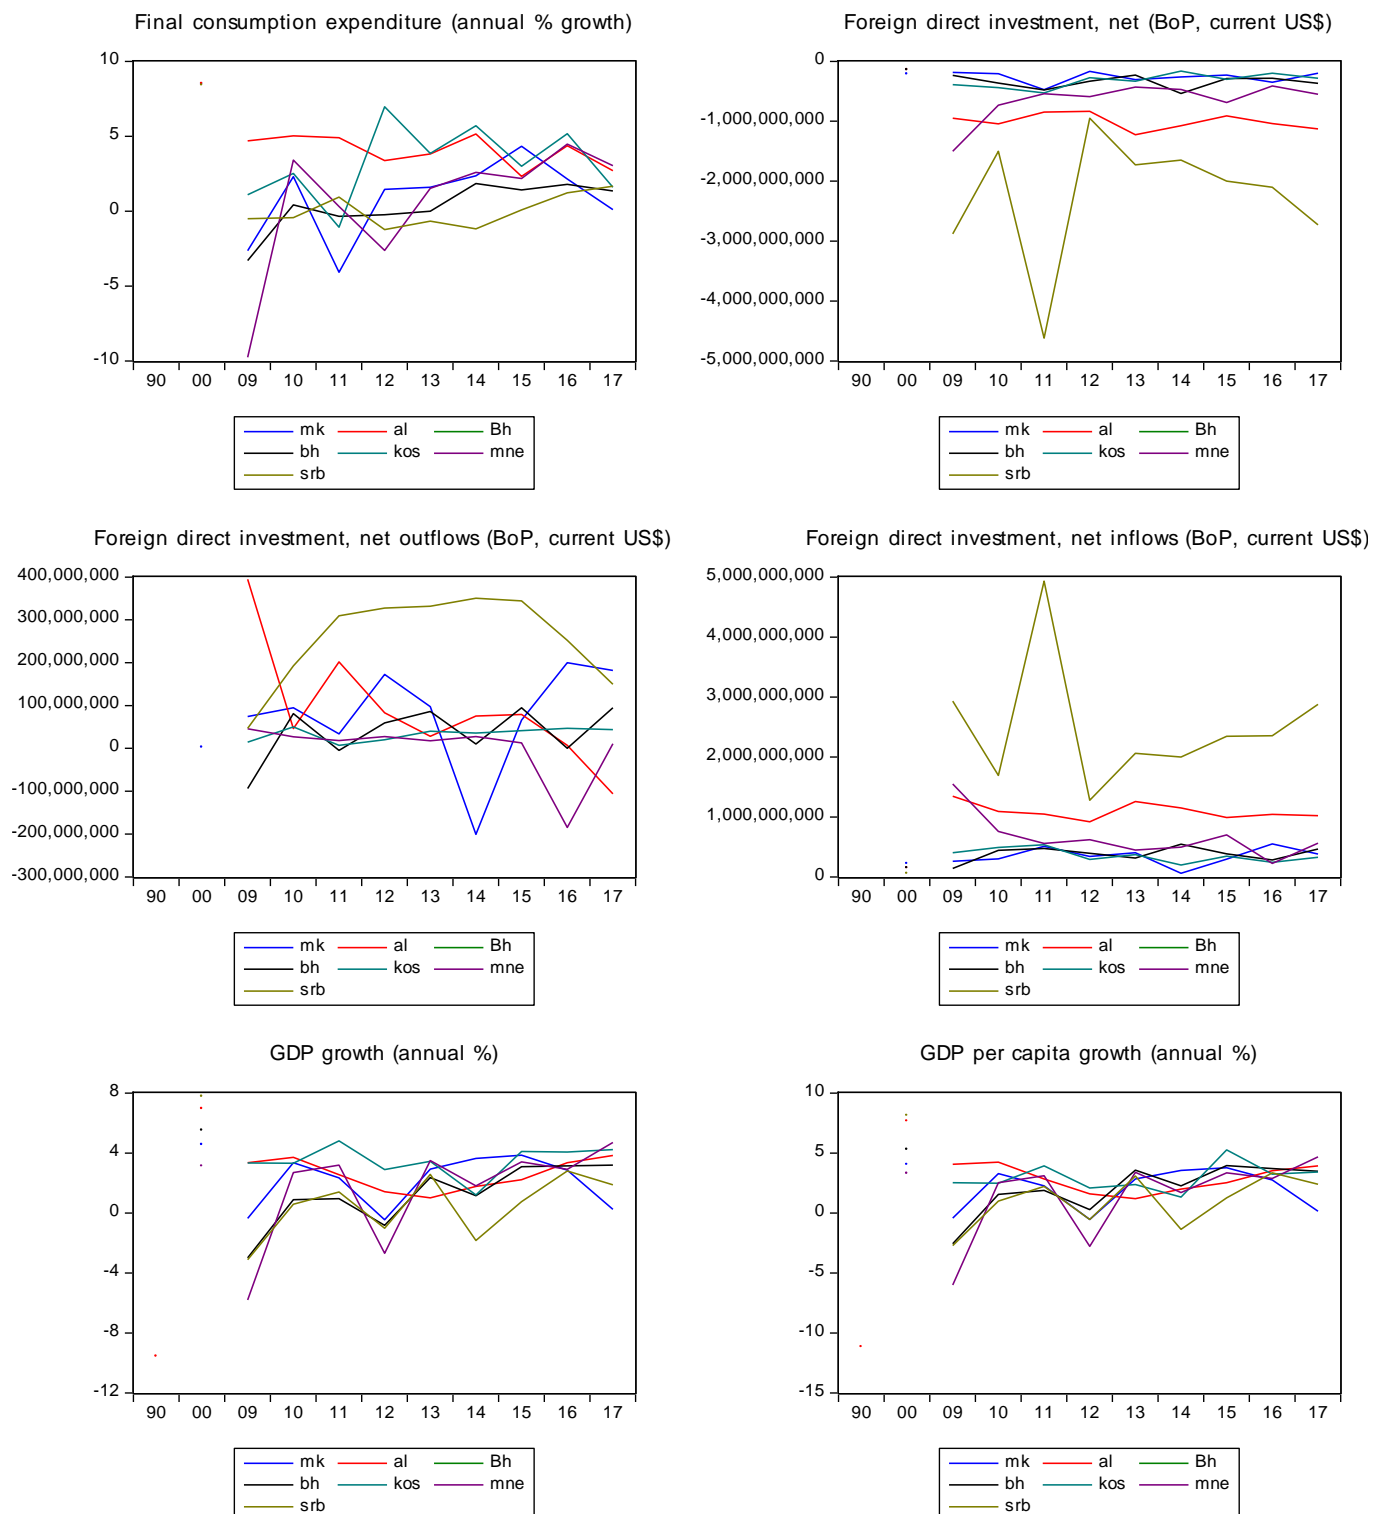 Final consumption expenditure (annual % growth)
10
5
0
-5
-10
90 00 09 10 11 12 13 14 15 16 17
mk al Bh
bh kos mne
srb
Foreign direct investment, net (BoP, current US$)
0
-1,000,000,000
-2,000,000,000
-3,000,000,000
-4,000,000,000
-5,000,000,000
90 00 09 10 11 12 13 14 15 16 17
mk al Bh
bh kos mne
srb
Foreign direct investment, net outflows (BoP, current US$)
400,000,000
300,000,000
200,000,000
100,000,000
0
-100,000,000
-200,000,000
-300,000,000
90 00 09 10 11 12 13 14 15 16 17
mk al Bh
bh kos mne
srb
Foreign direct investment, net inflows (BoP, current US$)
5,000,000,000
4,000,000,000
3,000,000,000
2,000,000,000
1,000,000,000
0
90 00 09 10 11 12 13 14 15 16 17
mk al Bh
bh kos mne
srb
GDP growth (annual %)
8
4
0
-4
-8
-12
90 00 09 10 11 12 13 14 15 16 17
mk al Bh
bh kos mne
srb
GDP per capita growth (annual %)
10
5
0
-5
-10
-15
90 00 09 10 11 12 13 14 15 16 17
mk al Bh
bh kos mne
srb